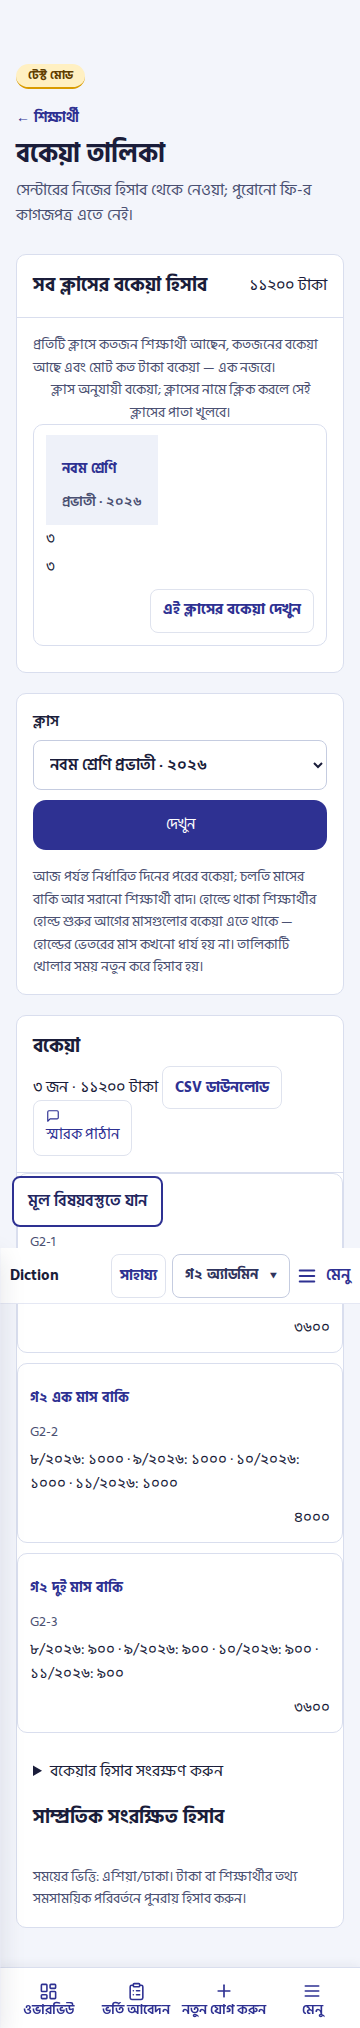 টেস্ট মোড
← শিক্ষার্থী
বকেয়া তালিকা
সেন্টারের নিজের হিসাব থেকে নেওয়া; পুরোনো ফি-র
কাগজপত্র এতে নেই।
সব ক্লাসের বকেয়া হিসাব
১১২০০ টাকা
প্রতিটি ক্লাসে কতজন শিক্ষার্থী আছেন, কতজনের বকেয়া
আছে এবং মোট কত টাকা বকেয়া — এক নজরে।
ক্লাস অনুযায়ী বকেয়া; ক্লাসের নামে ক্লিক করলে সেই
ক্লাসের পাতা খুলবে।
নবম শ্রেণি
প্রভাতী · ২০২৬
৩
৩
এই ক্লাসের বকেয়া দেখুন
ক্লাস
নবম শ্রেণি প্রভাতী · ২০২৬
দেখুন
আজ পর্যন্ত নির্ধারিত দিনের পরের বকেয়া; চলতি মাসের
বাকি আর সরানো শিক্ষার্থী বাদ। হোল্ডে থাকা শিক্ষার্থীর
হোল্ড শুরুর আগের মাসগুলোর বকেয়া এতে থাকে —
হোল্ডের ভেতরের মাস কখনো ধার্য হয় না। তালিকাটি
খোলার সময় নতুন করে হিসাব হয়।
বকেয়া
৩ জন · ১১২০০ টাকা
CSV ডাউনলোড
স্মারক পাঠান
মূল বিষয়বস্তুতে যান
G2-1
Diction
সাহায্য
গ২ অ্যাডমিন
মেনু
৩৬০০
গ২ এক মাস বাকি
G2-2
৮/২০২৬: ১০০০ · ৯/২০২৬: ১০০০ · ১০/২০২৬:
১০০০ · ১১/২০২৬: ১০০০
৪০০০
গ২ দুই মাস বাকি
G2-3
৮/২০২৬: ৯০০ · ৯/২০২৬: ৯০০ · ১০/২০২৬: ৯০০ ·
১১/২০২৬: ৯০০
৩৬০০
বকেয়ার হিসাব সংরক্ষণ করুন
সাম্প্রতিক সংরক্ষিত হিসাব
সময়ের ভিত্তি: এশিয়া/ঢাকা। টাকা বা শিক্ষার্থীর তথ্য
সমসাময়িক পরিবর্তনে পুনরায় হিসাব করুন।
ওভারভিউ
ভর্তি আবেদন
নতুন যোগ করুন
মেনু